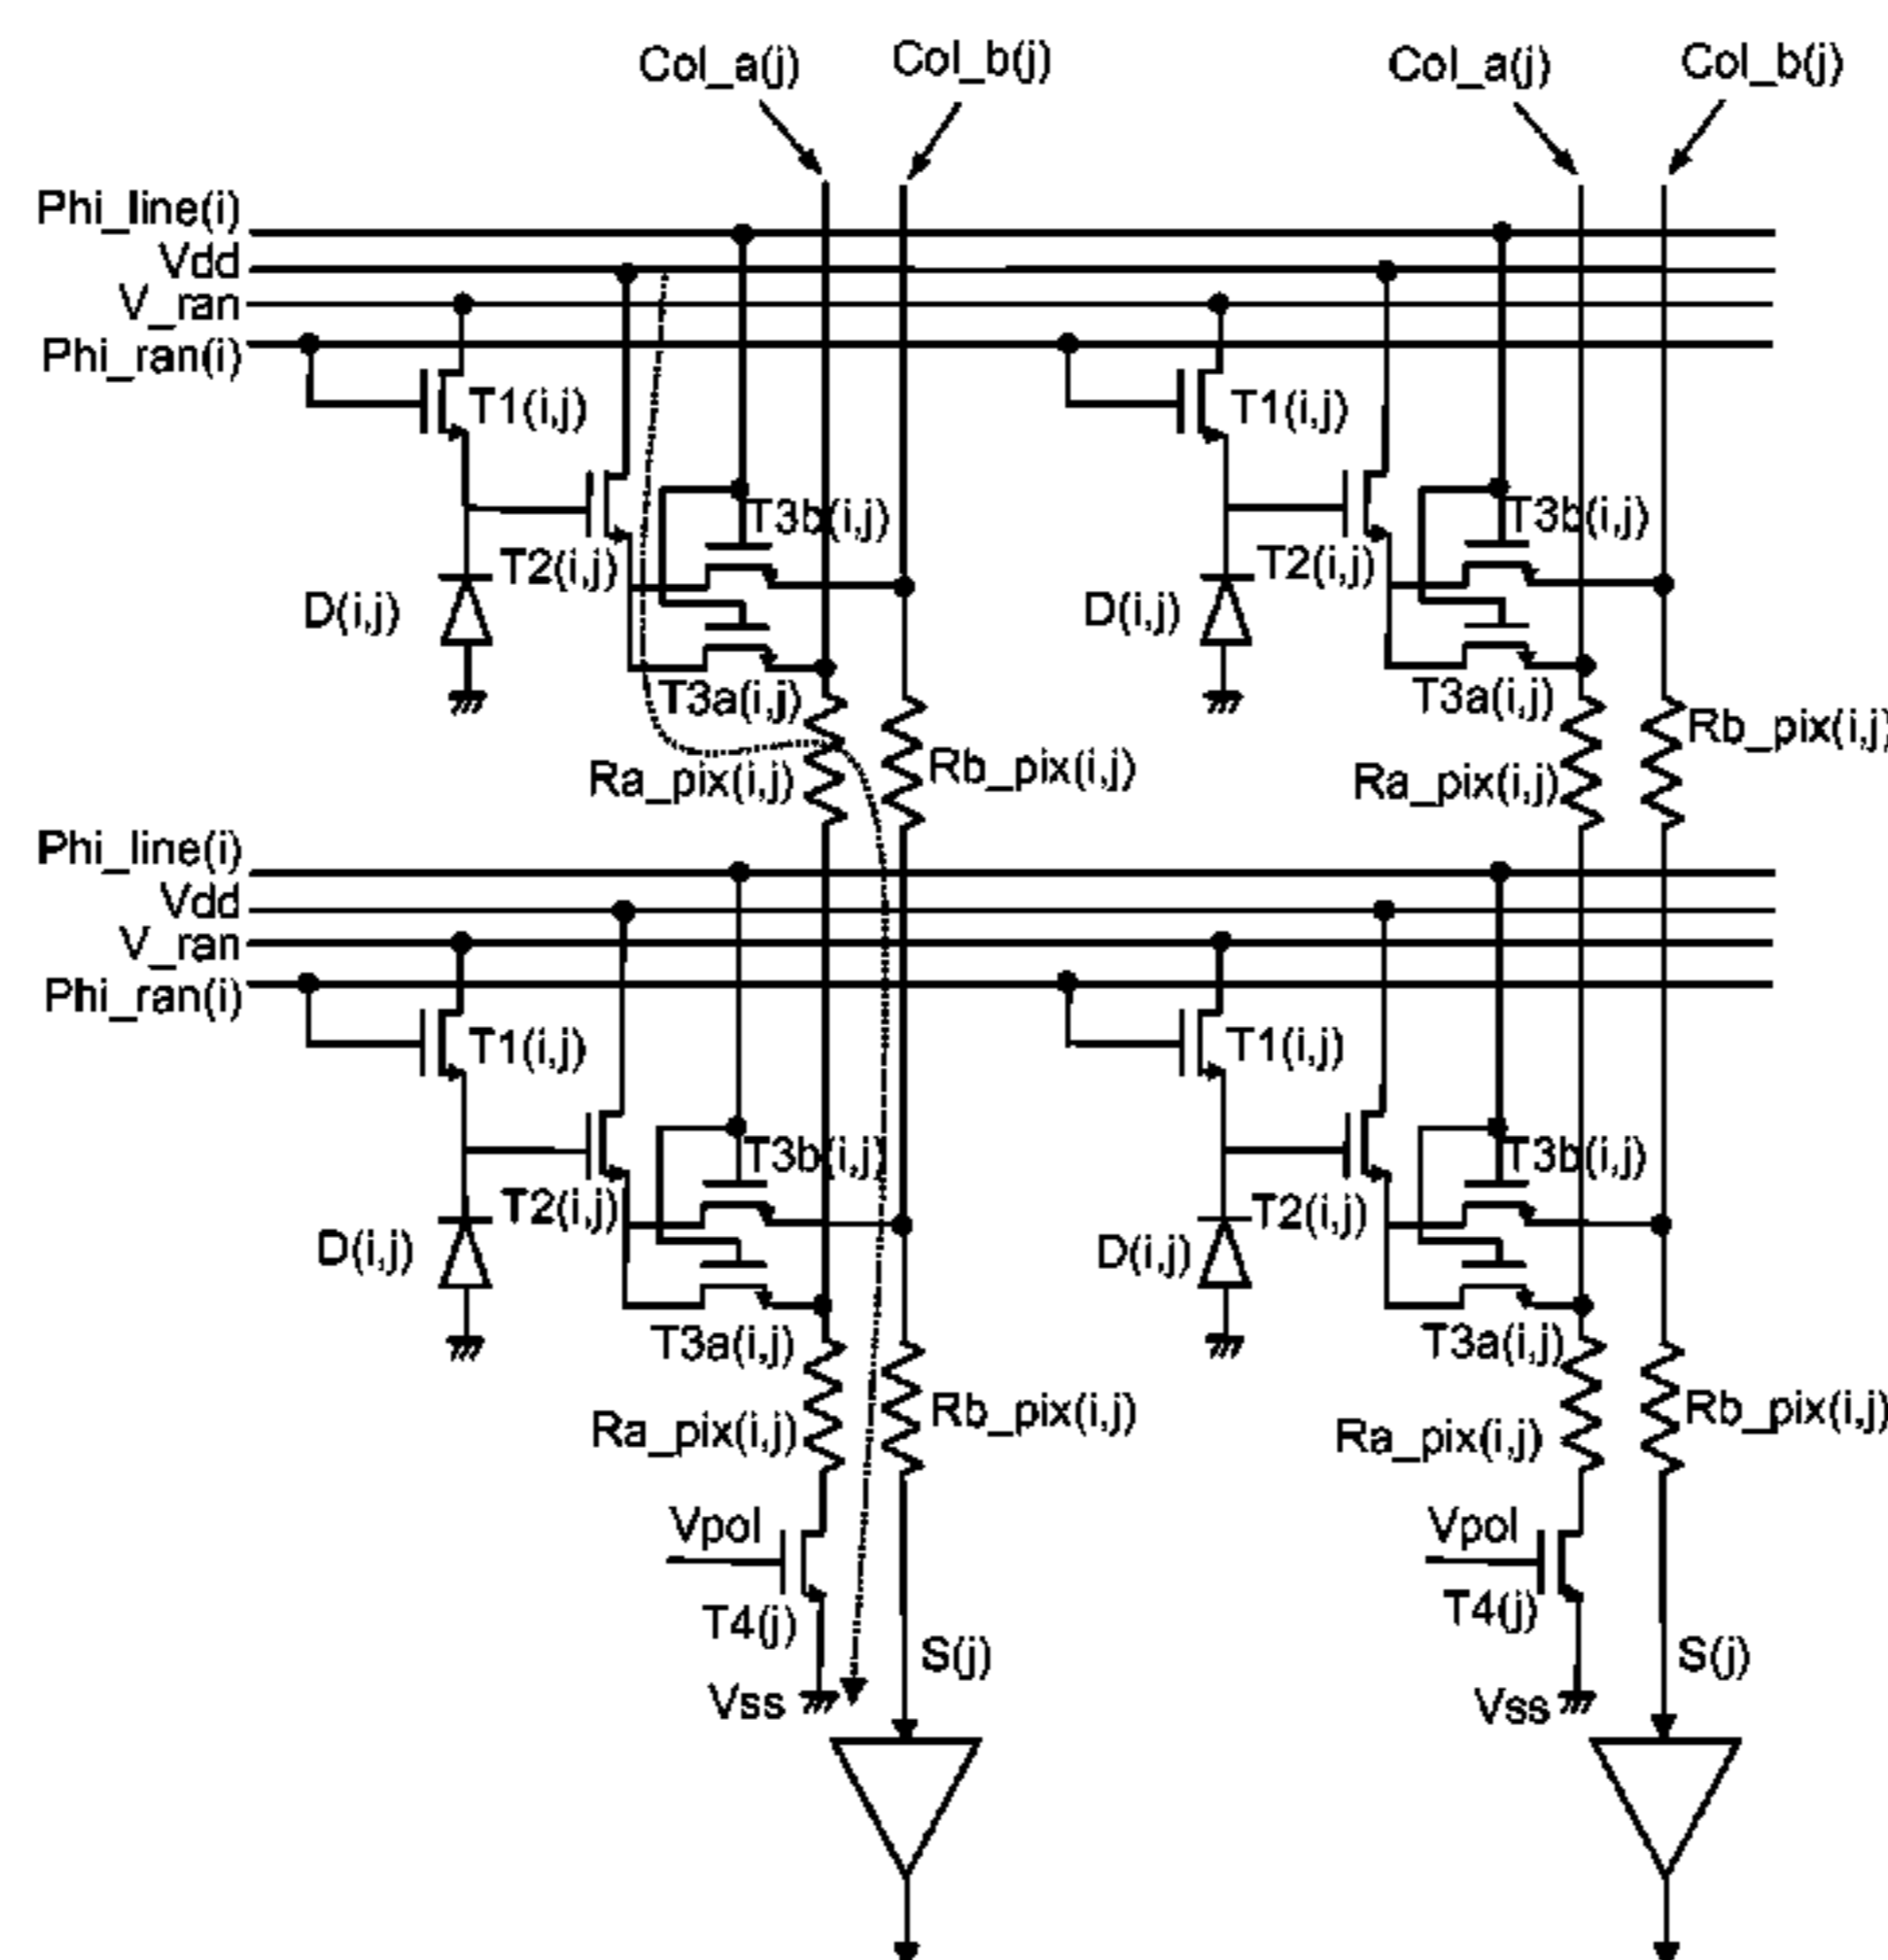 Col_a(j) Col_b(j) Col_a(j) Col_b(j)
Phi_line(i)
Vdd
V_ran
Phi_ran(i)
T1(i,j) T1(i,j)
T3b(i,j) T3b(i,j)
T2(i,j) T2(i,j)
D(i,j) D(i,j)
T3a(i,j) T3a(i,j)
Rb_pix(i,j)
Ra_pix(i,j) Rb_pix(i,j) Ra_pix(i,j)
Phi_line(i)
Vdd
V_ran
Phi_ran(i)
T1(i,j) T1(i,j)
T3b(i,j) T3b(i,j)
T2(i,j) T2(i,j)
D(i,j) D(i,j)
T3a(i,j) T3a(i,j)
Ra_pix(i,j) Rb_pix(i,j) Ra_pix(i,j) Rb_pix(i,j)
Vpol Vpol
T4(j) T4(j)
S(j) S(j)
Vss Vss